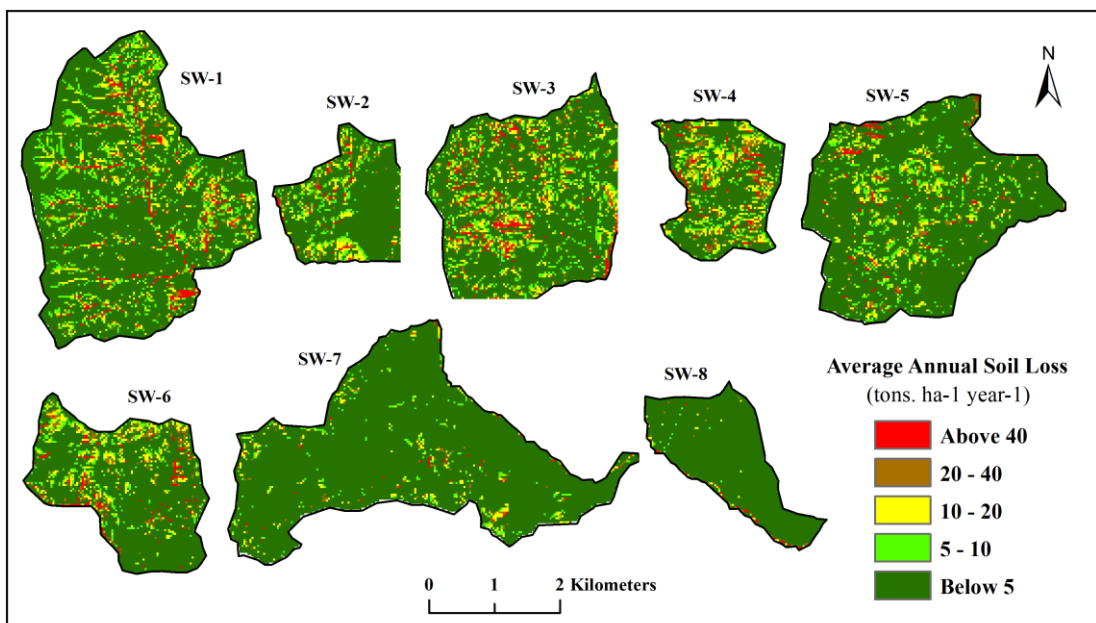 N
SW-1
SW-2
SW-3
SW-4
SW-5
SW-6
SW-7
SW-8
Average Annual Soil Loss
(tons. ha-1 year-1)
Above 40
20 - 40
10 - 20
5 - 10
Below 5
0 1 2 Kilometers